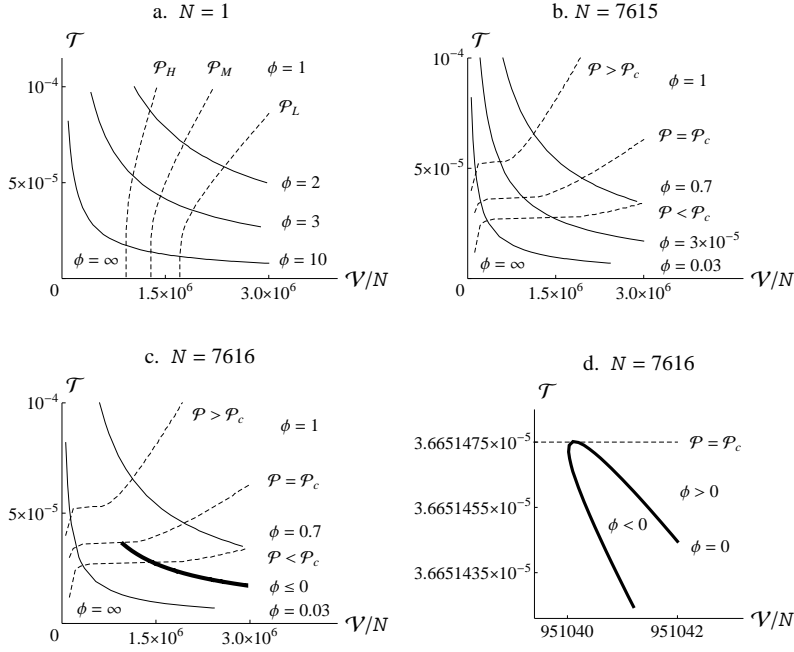 a. N = 1
𝒯
10⁻⁴
5×10⁻⁵
0
𝒫_H
𝒫_M
ϕ = 1
𝒫_L
ϕ = 2
ϕ = 3
ϕ = ∞
ϕ = 10
1.5×10⁶
3.0×10⁶
𝒱/N
b. N = 7615
𝒯
10⁻⁴
5×10⁻⁵
0
𝒫 > 𝒫_c
ϕ = 1
𝒫 = 𝒫_c
ϕ = 0.7
𝒫 < 𝒫_c
ϕ = 3×10⁻⁵
ϕ = ∞
ϕ = 0.03
1.5×10⁶
3.0×10⁶
𝒱/N
c. N = 7616
𝒯
10⁻⁴
5×10⁻⁵
0
𝒫 > 𝒫_c
ϕ = 1
𝒫 = 𝒫_c
ϕ = 0.7
𝒫 < 𝒫_c
ϕ ≤ 0
ϕ = ∞
ϕ = 0.03
1.5×10⁶
3.0×10⁶
𝒱/N
d. N = 7616
𝒯
3.6651475×10⁻⁵
3.6651455×10⁻⁵
3.6651435×10⁻⁵
𝒫 = 𝒫_c
ϕ > 0
ϕ < 0
ϕ = 0
951040
951042
𝒱/N